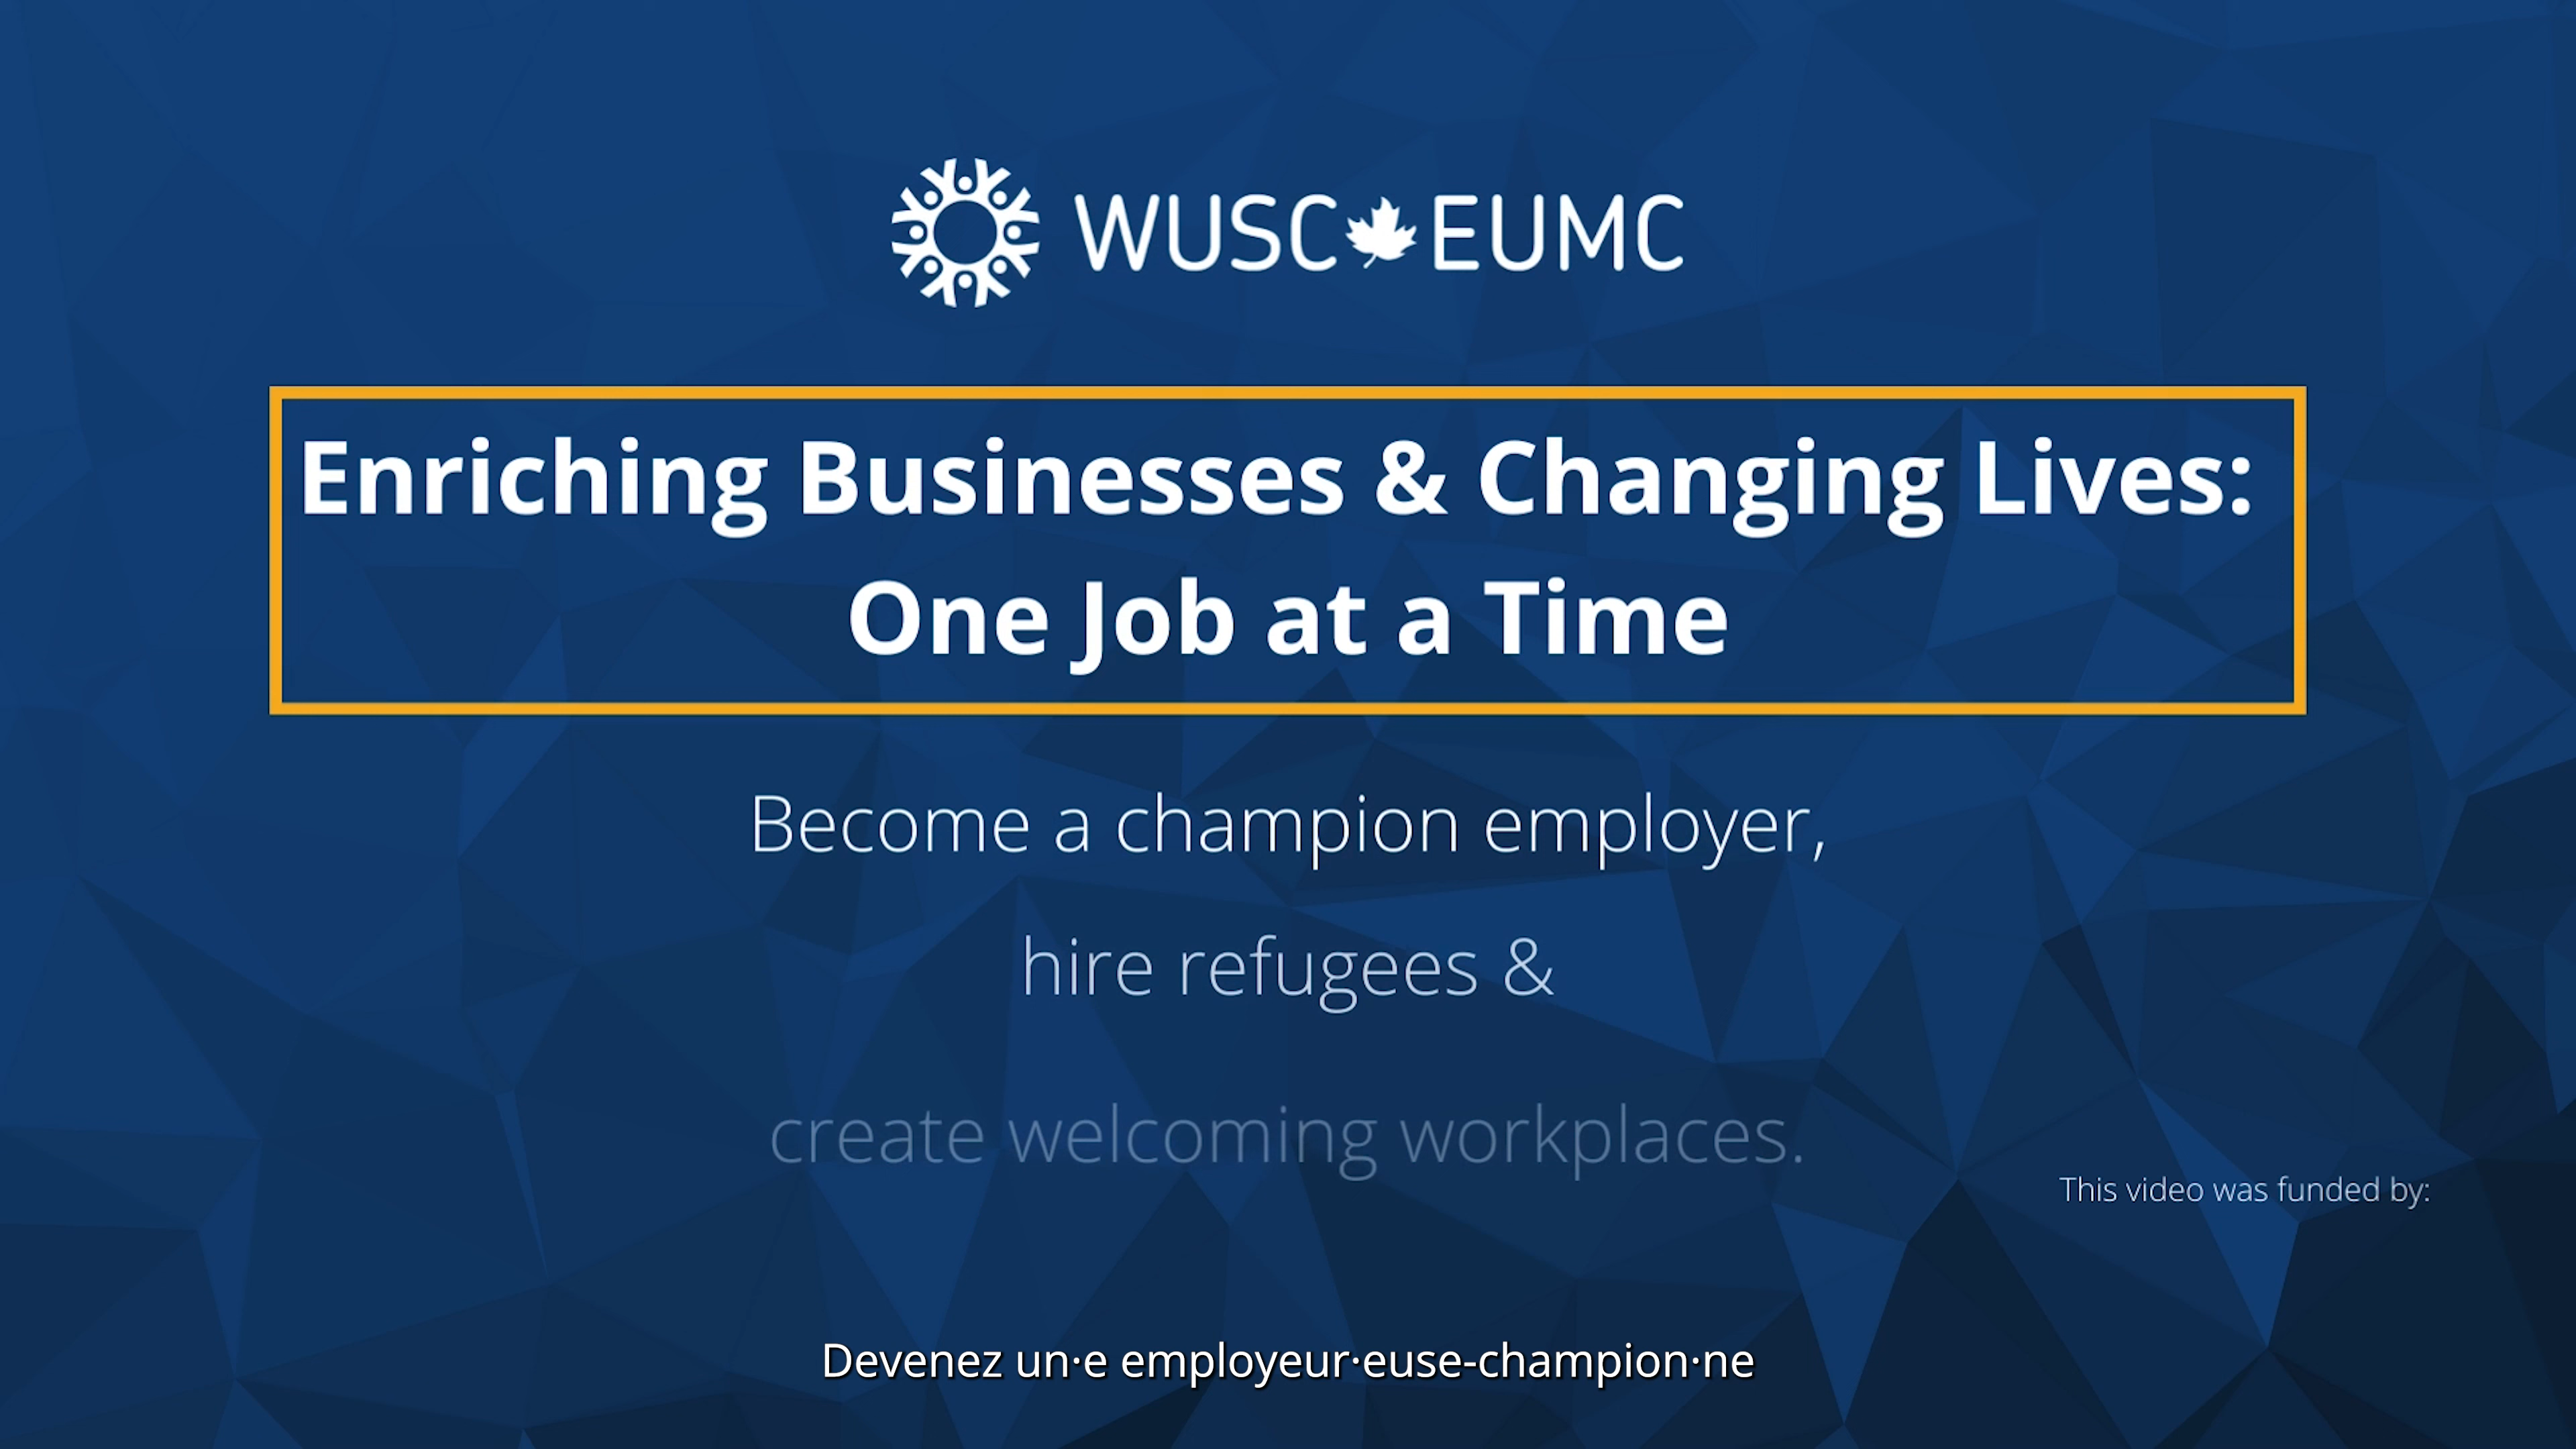 WUSC EUMC
Enriching Businesses & Changing Lives:
One Job at a Time
Become a champion employer,
hire refugees &
create welcoming workplaces.
This video was funded by:
Devenez un·e employeur·euse-champion·ne